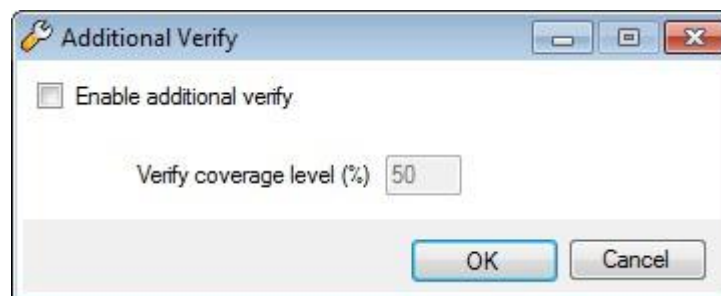 Additional Verify
Enable additional verify
Verify coverage level (%) 50
OK Cancel